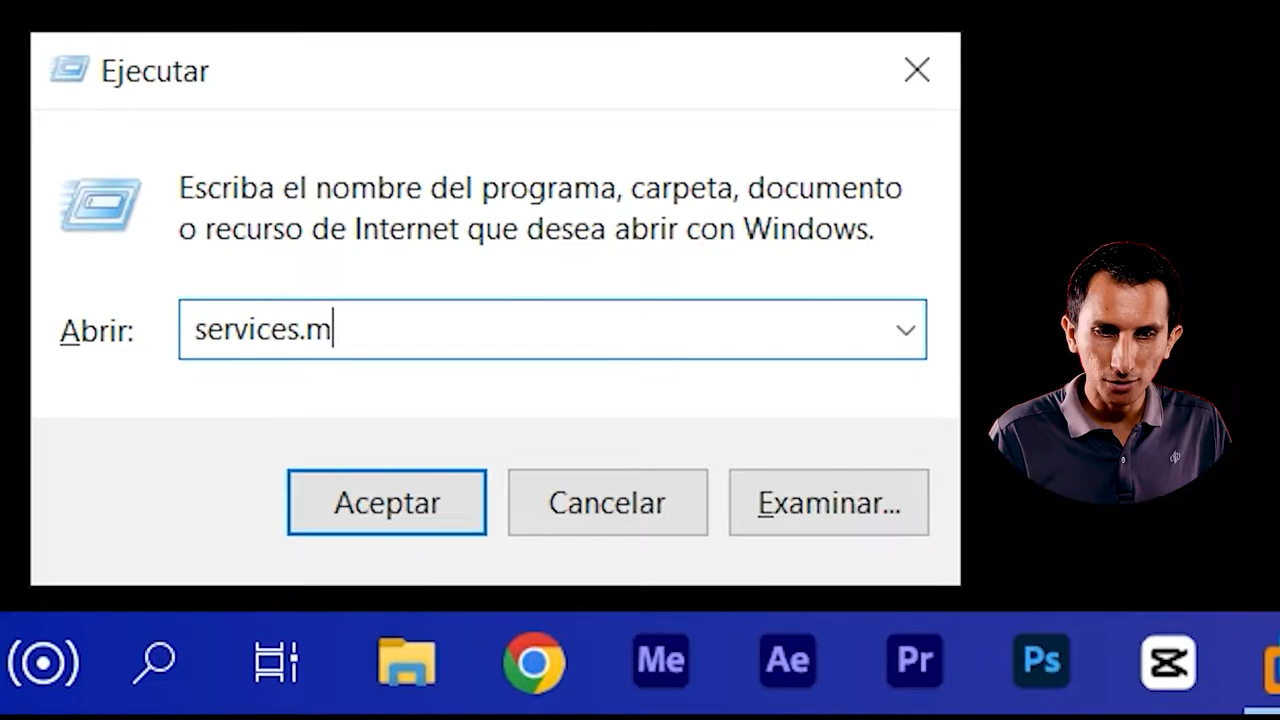 Ejecutar
Escriba el nombre del programa, carpeta, documento
o recurso de Internet que desea abrir con Windows.
Abrir: services.m
Aceptar Cancelar Examinar...
Me Ae Pr Ps